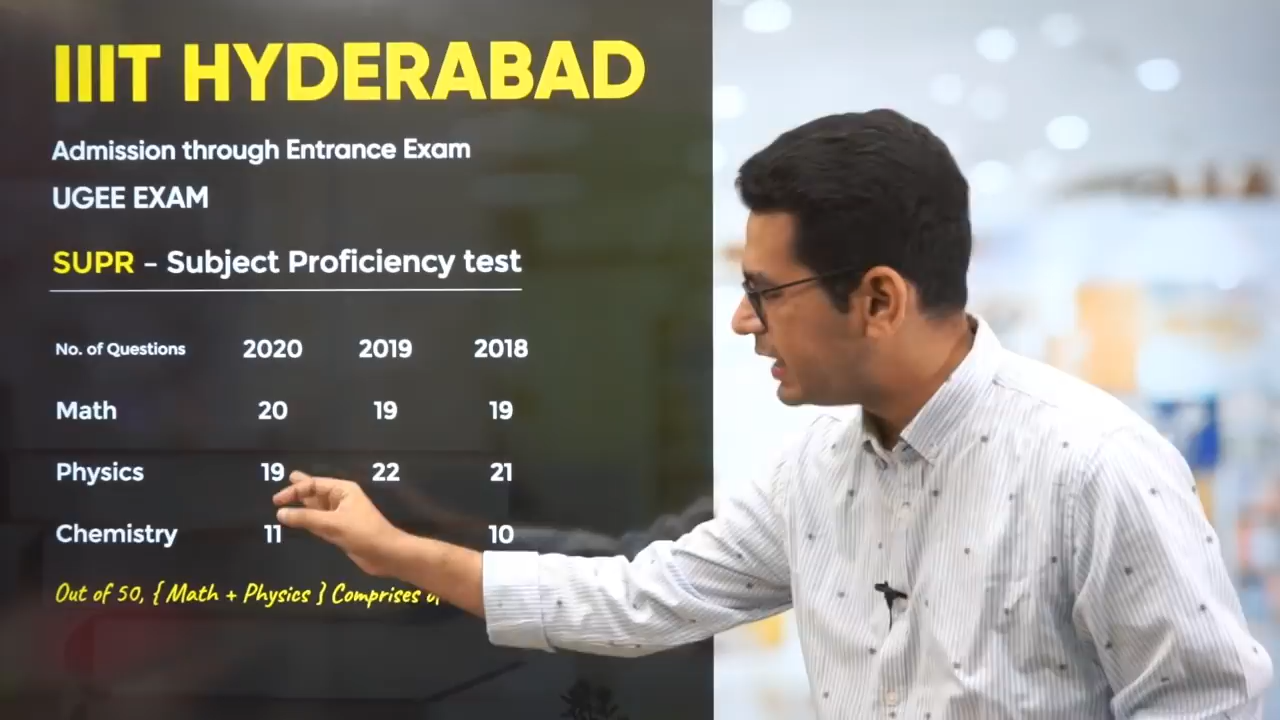 IIIT HYDERABAD
Admission through Entrance Exam
UGEE EXAM
SUPR – Subject Proficiency test
No. of Questions 2020 2019 2018
Math 20 19 19
Physics 19 22 21
Chemistry 11 10
Out of 50, { Math + Physics } Comprises